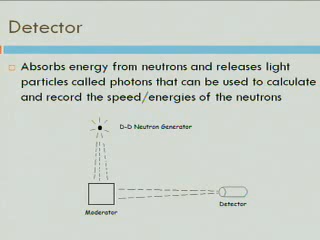 Detector
Absorbs energy from neutrons and releases light
particles called photons that can be used to calculate
and record the speed/energies of the neutrons
D-D Neutron Generator
Moderator
Detector